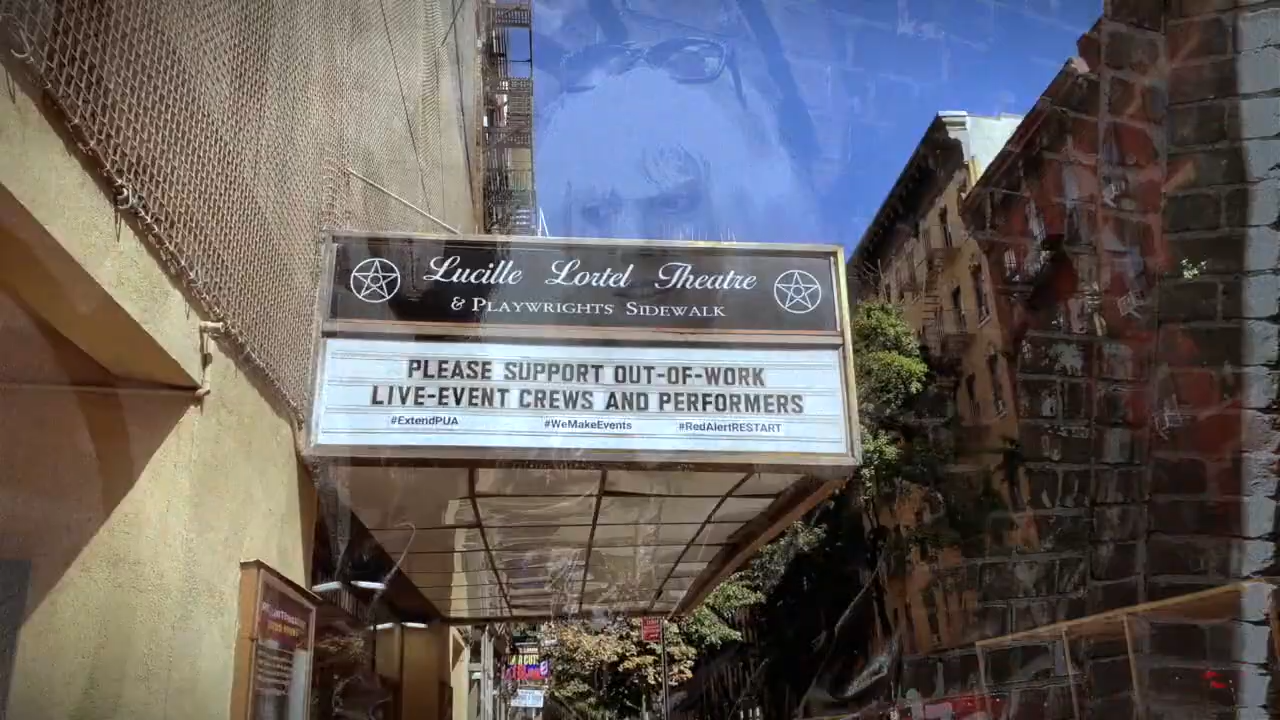 Lucille Lortel Theatre
& PLAYWRIGHTS SIDEWALK
PLEASE SUPPORT OUT-OF-WORK
LIVE-EVENT CREWS AND PERFORMERS
#ExtendPUA #WeMakeEvents #RedAlertRESTART